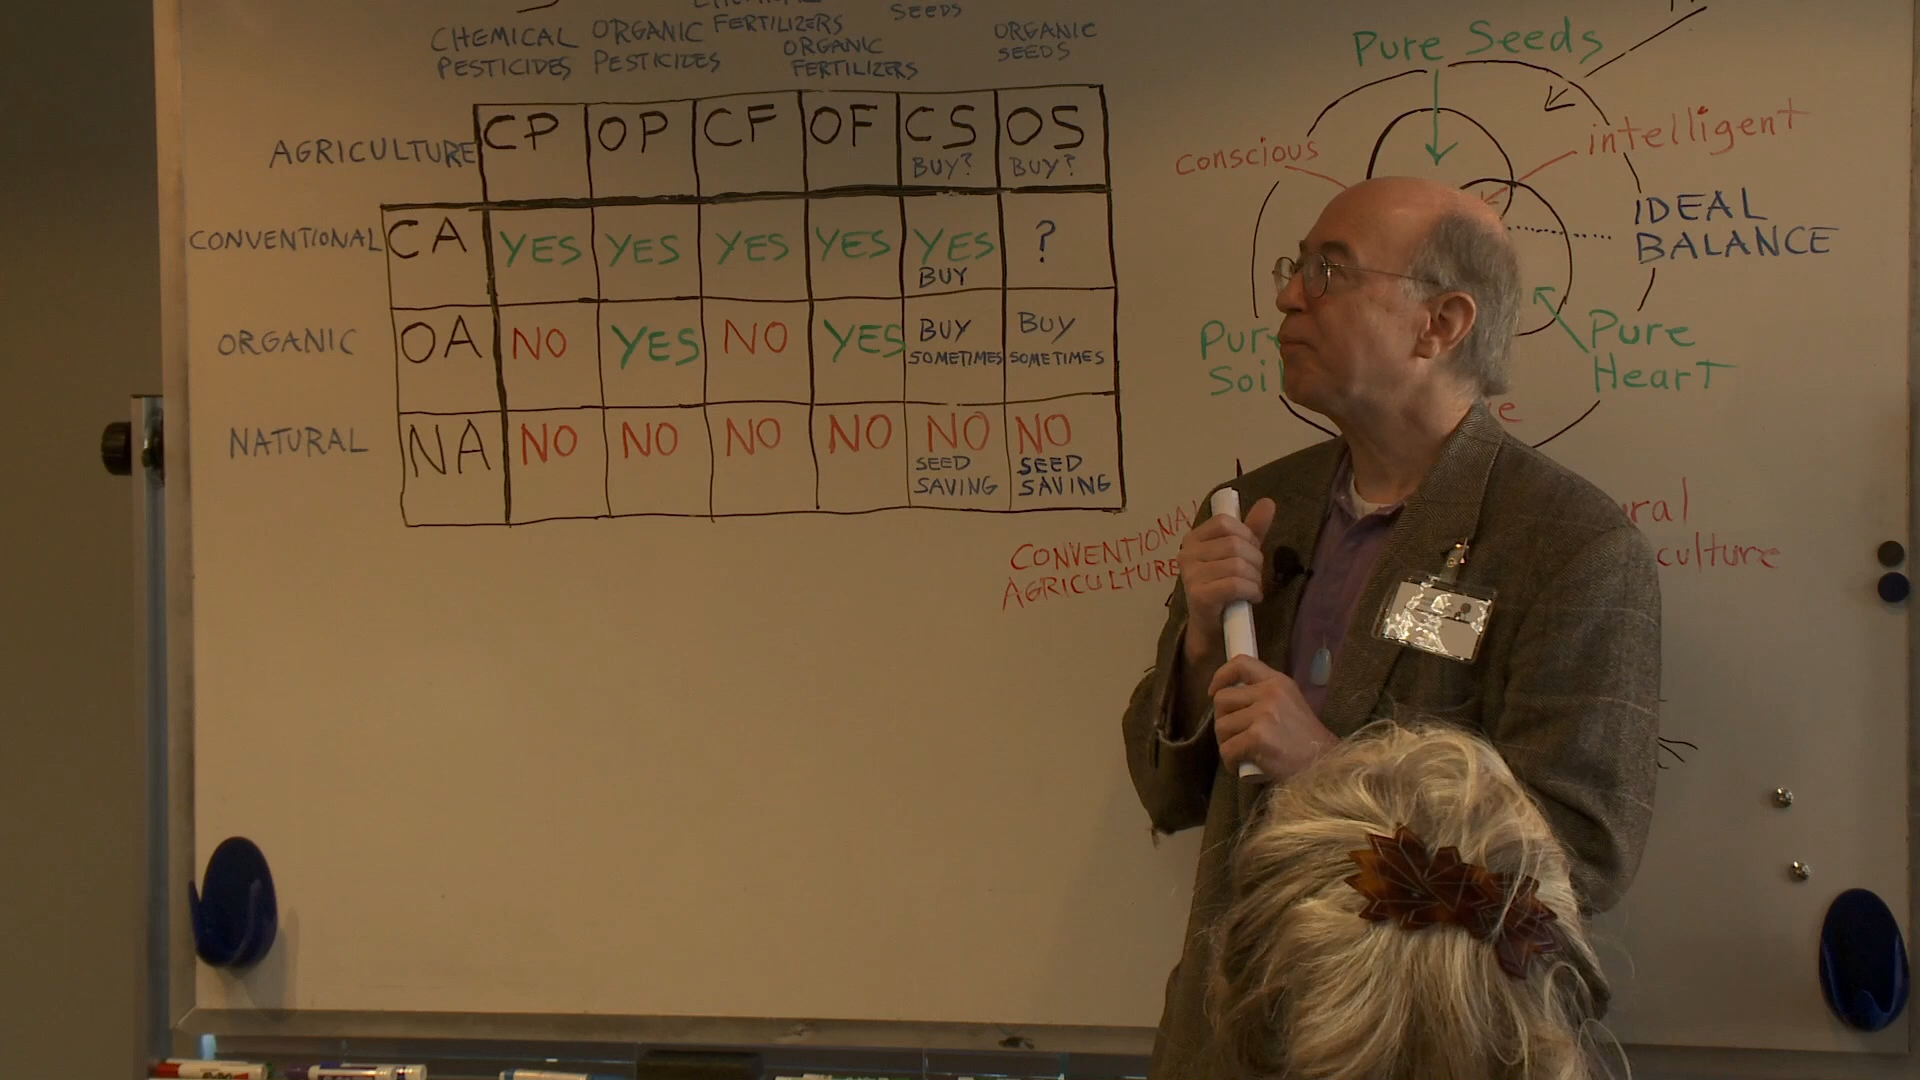 FERTILIZERS
SEEDS
CHEMICAL
PESTICIDES
ORGANIC
PESTICIDES
ORGANIC
FERTILIZERS
ORGANIC
SEEDS
AGRICULTURE CP OP CF OF CS OS
BUY? BUY?
CONVENTIONAL CA YES YES YES YES YES ?
BUY
ORGANIC OA NO YES NO YES BUY BUY
SOMETIMES SOMETIMES
NATURAL NA NO NO NO NO NO NO
SEED SEED
SAVING SAVING
Pure Seeds
conscious
intelligent
IDEAL
BALANCE
Pure
Heart
CONVENTIONAL
AGRICULTURE